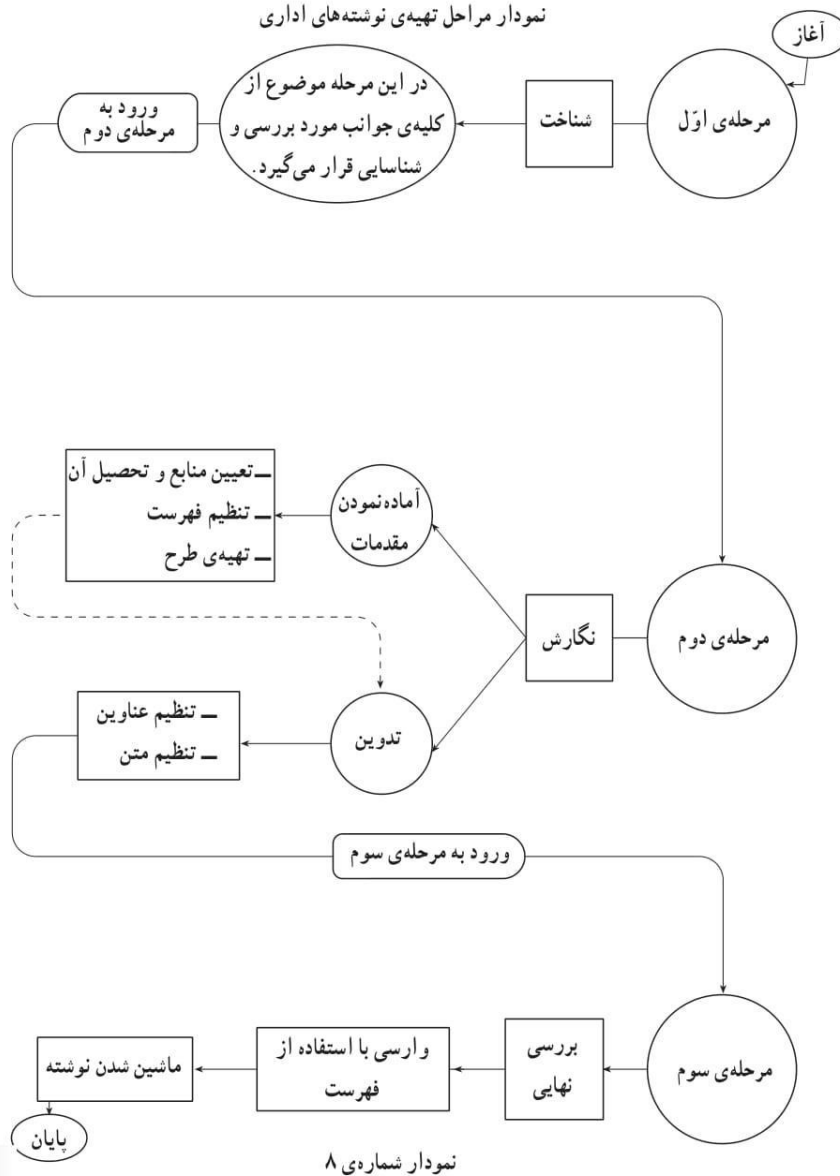 نمودار مراحل تهیه‌ی نوشته‌های اداری
آغاز
مرحله‌ی اوّل
شناخت
در این مرحله موضوع از
کلیه‌ی جوانب مورد بررسی و
شناسایی قرار می‌گیرد.
ورود به
مرحله‌ی دوم
مرحله‌ی دوم
نگارش
آماده‌نمودن
مقدمات
ـ تعیین منابع و تحصیل آن
ـ تنظیم فهرست
ـ تهیه‌ی طرح
تدوین
ـ تنظیم عناوین
ـ تنظیم متن
ورود به مرحله‌ی سوم
مرحله‌ی سوم
بررسی
نهایی
وارسی با استفاده از
فهرست
ماشین شدن نوشته
پایان
نمودار شماره‌ی ۸